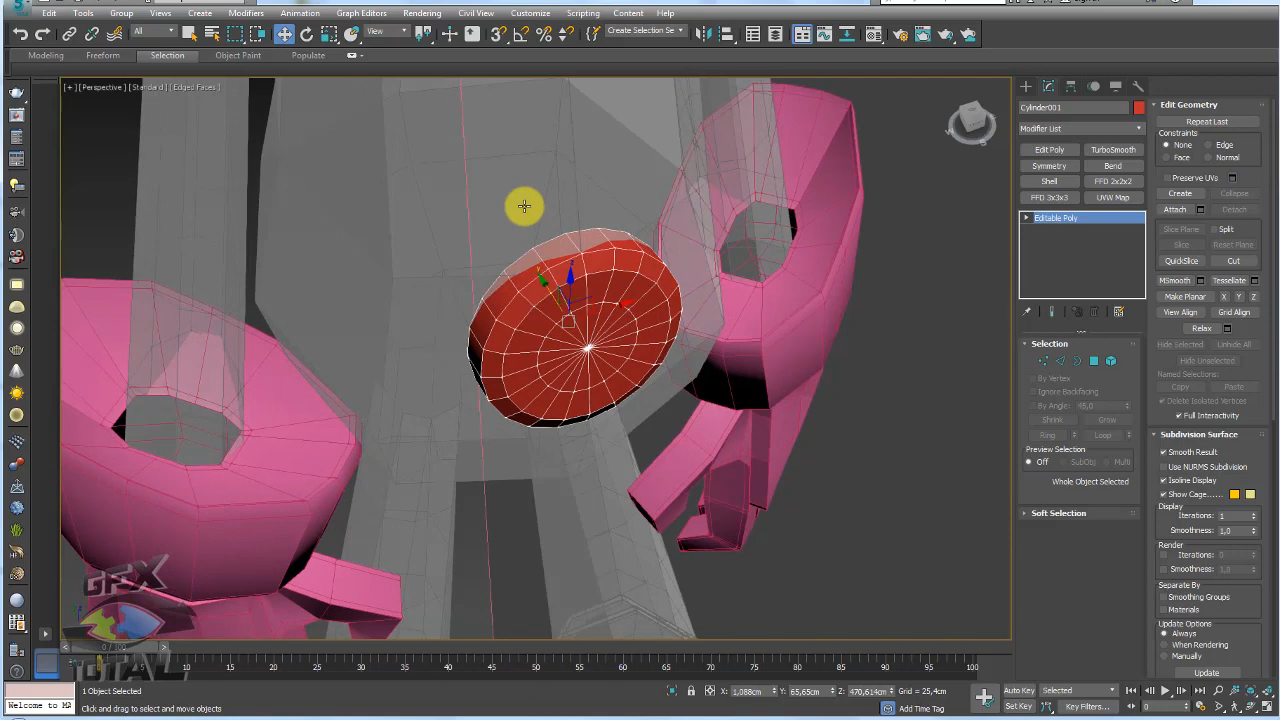 Edit Tools Group Views Create Modifiers Animation Graph Editors Rendering Civil View Customize Scripting Content Help
All View Create Selection Se
Modeling Freeform Selection Object Paint Populate
[+] [Perspective] [Standard] [Edged Faces]
Cylinder001
Modifier List
Edit Poly TurboSmooth
Symmetry Bend
Shell FFD 2x2x2
FFD 3x3x3 UVW Map
Editable Poly
Selection
By Vertex
Ignore Backfacing
By Angle: 45,0
Shrink Grow
Ring Loop
Preview Selection
Off SubObj Multi
Whole Object Selected
Soft Selection
Edit Geometry
Repeat Last
Constraints
None Edge
Face Normal
Preserve UVs
Create Collapse
Attach Detach
Slice Plane Split
Slice Reset Plane
QuickSlice Cut
MSmooth Tessellate
Make Planar X Y Z
View Align Grid Align
Relax
Hide Selected Unhide All
Hide Unselected
Named Selections:
Copy Paste
Delete Isolated Vertices
Full Interactivity
Subdivision Surface
Smooth Result
Use NURMS Subdivision
Isoline Display
Show Cage......
Display
Iterations: 1
Smoothness: 1,0
Render
Iterations: 0
Smoothness: 1,0
Separate By
Smoothing Groups
Materials
Update Options
Always
When Rendering
Manually
Update
GFX
TOTAL
0 / 100
5 10 15 20 25 30 35 40 45 50 55 60 65 70 75 80 85 90 95 100
1 Object Selected
X: 1,088cm Y: 65,65cm Z: 470,614cm Grid = 25,4cm
Auto Key Selected
Welcome to M
Click and drag to select and move objects
Add Time Tag
Set Key Key Filters...
0